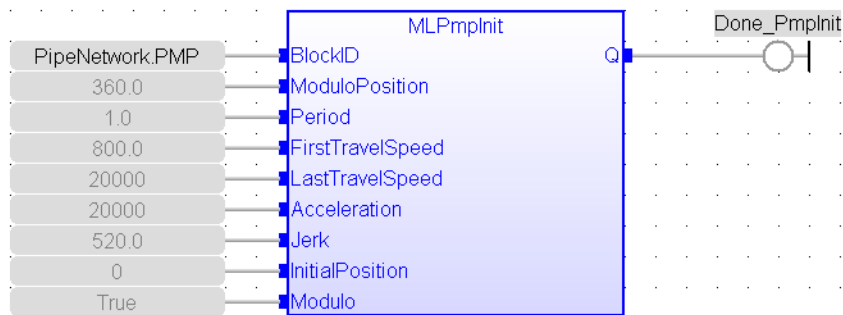 MLPmpInit
Done_PmpInit
PipeNetwork.PMP BlockID Q
360.0 ModuloPosition
1.0 Period
800.0 FirstTravelSpeed
20000 LastTravelSpeed
20000 Acceleration
520.0 Jerk
0 InitialPosition
True Modulo